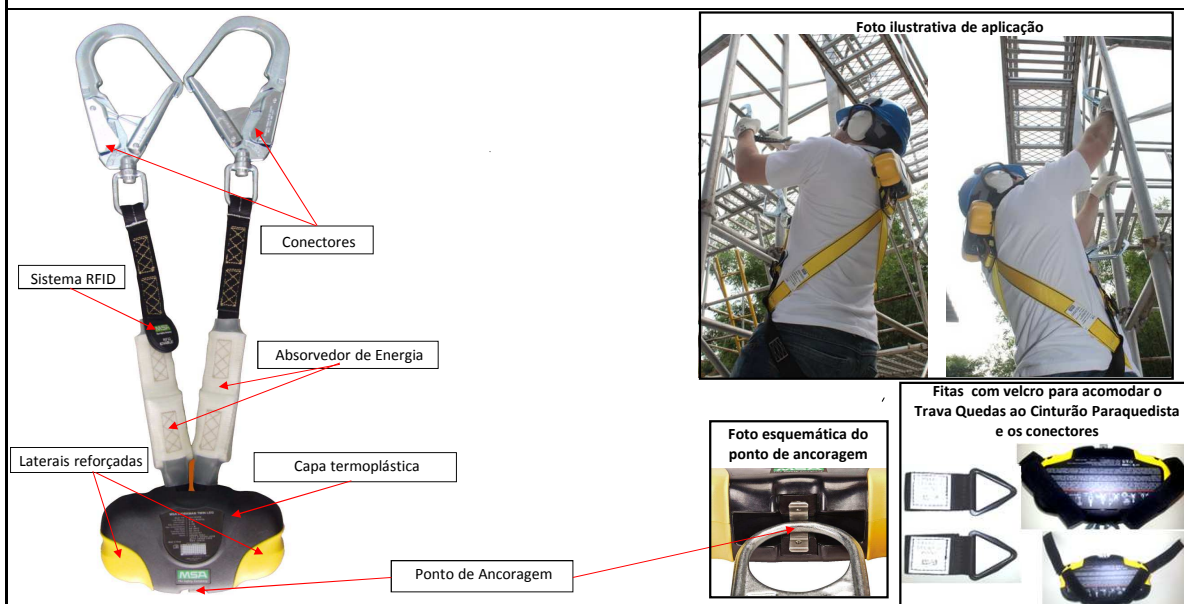 Foto ilustrativa de aplicação
Conectores
Sistema RFID
MSA
Absorvedor de Energia
Laterais reforçadas
Capa termoplástica
MSA
Ponto de Ancoragem
Foto esquemática do
ponto de ancoragem
Fitas com velcro para acomodar o
Trava Quedas ao Cinturão Paraquedista
e os conectores